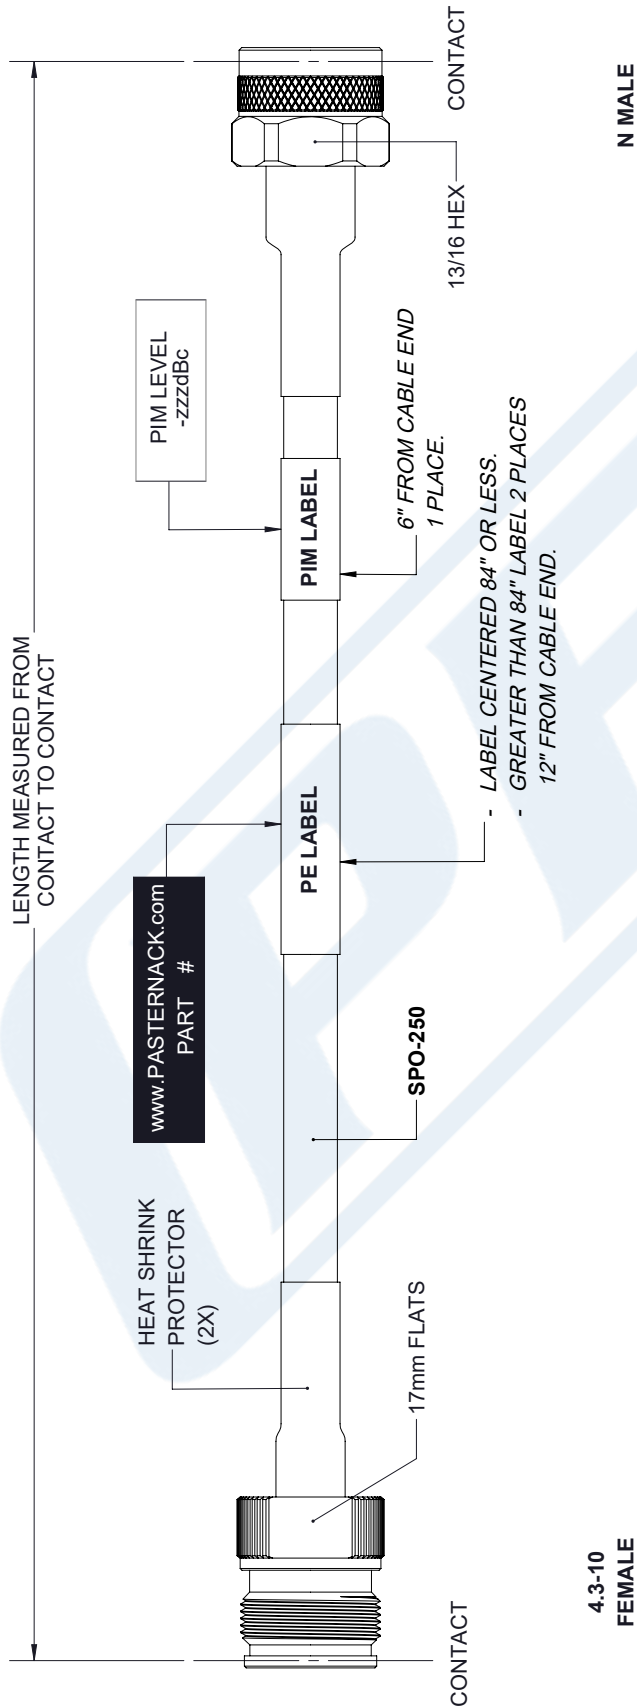 LENGTH MEASURED FROM
CONTACT TO CONTACT
HEAT SHRINK
PROTECTOR
(2X)
www.PASTERNACK.com
PART #
PIM LEVEL
-zzzdBc
PE LABEL
PIM LABEL
CONTACT
17mm FLATS
SPO-250
- LABEL CENTERED 84" OR LESS.
- GREATER THAN 84" LABEL 2 PLACES
12" FROM CABLE END.
6" FROM CABLE END
1 PLACE.
13/16 HEX
CONTACT
4.3-10
FEMALE
N MALE